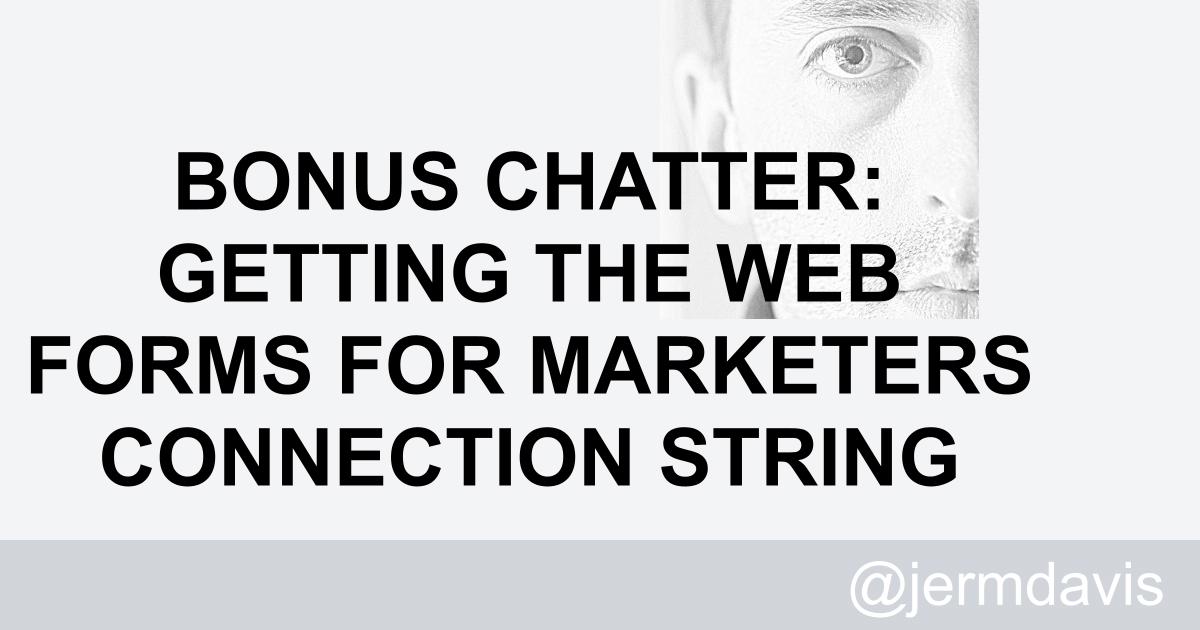 BONUS CHATTER:
GETTING THE WEB
FORMS FOR MARKETERS
CONNECTION STRING
@jermdavis